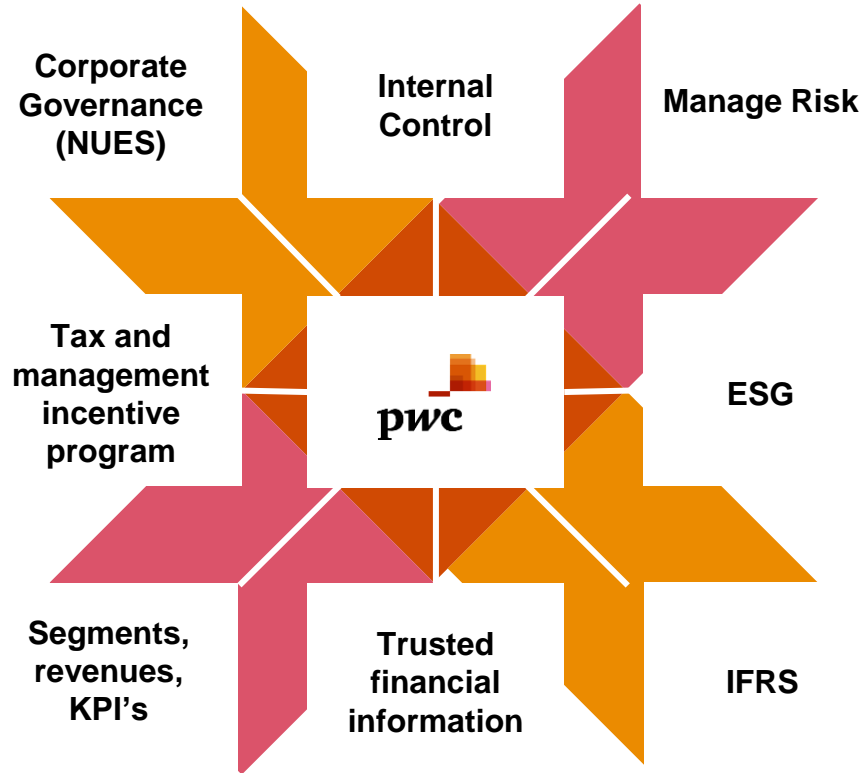 Corporate
Governance
(NUES)
Internal
Control
Manage Risk
Tax and
management
incentive
program
pwc
ESG
Segments,
revenues,
KPI's
Trusted
financial
information
IFRS